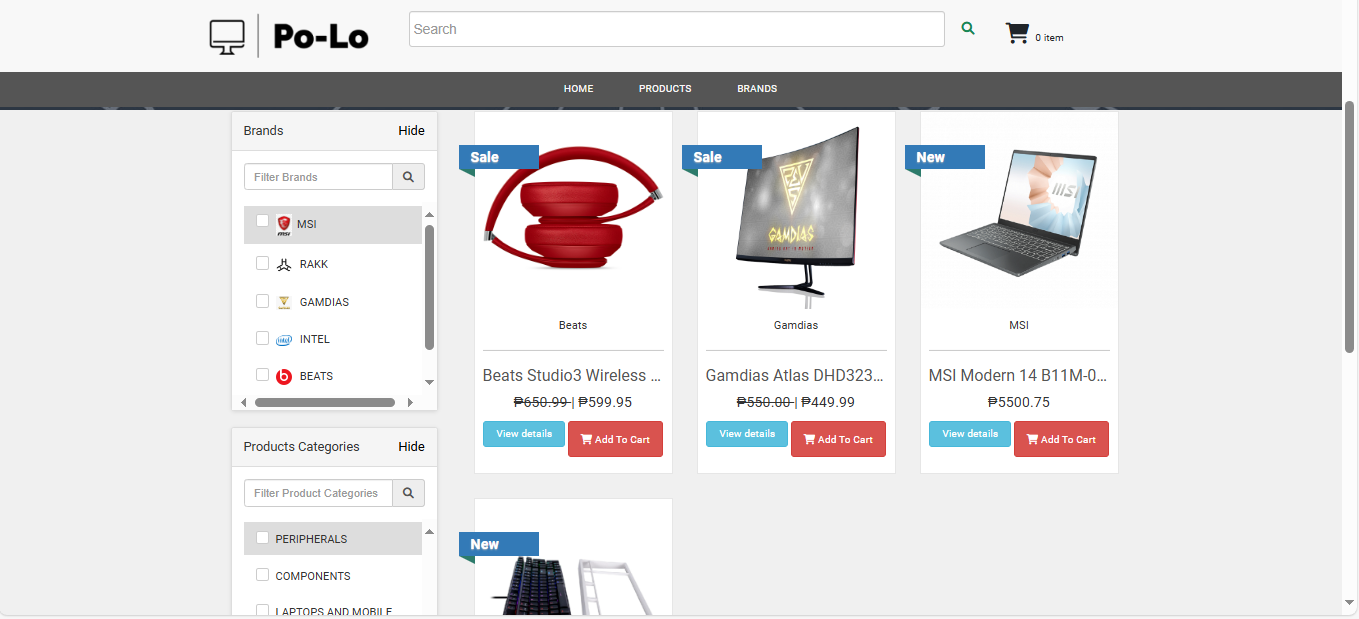 Po-Lo
Search
0 item
HOME PRODUCTS BRANDS
Brands Hide
Filter Brands
MSI
RAKK
GAMDIAS
INTEL
BEATS
Products Categories Hide
Filter Product Categories
PERIPHERALS
COMPONENTS
LAPTOPS AND MOBILE
Sale
Beats
Beats Studio3 Wireless ...
₱650.99 | ₱599.95
View details Add To Cart
Sale
GAMDIAS
Gamdias
Gamdias Atlas DHD323...
₱550.00 | ₱449.99
View details Add To Cart
New
MSI
MSI
MSI Modern 14 B11M-0...
₱5500.75
View details Add To Cart
New